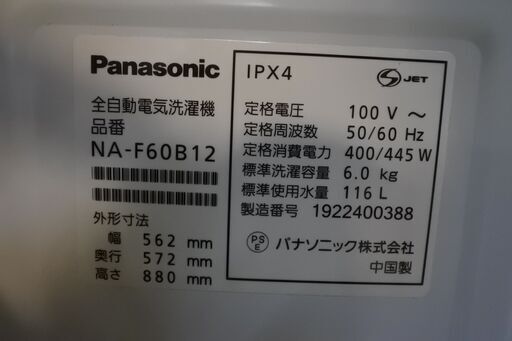 Panasonic
全自動電気洗濯機
品番
NA-F60B12
外形寸法
幅 562 mm
奥行 572 mm
高さ 880 mm
IPX4
S JET
定格電圧 100 V ～
定格周波数 50/60 Hz
定格消費電力 400/445 W
標準洗濯容量 6.0 kg
標準使用水量 116 L
製造番号 1922400388
PS
E パナソニック株式会社
中国製